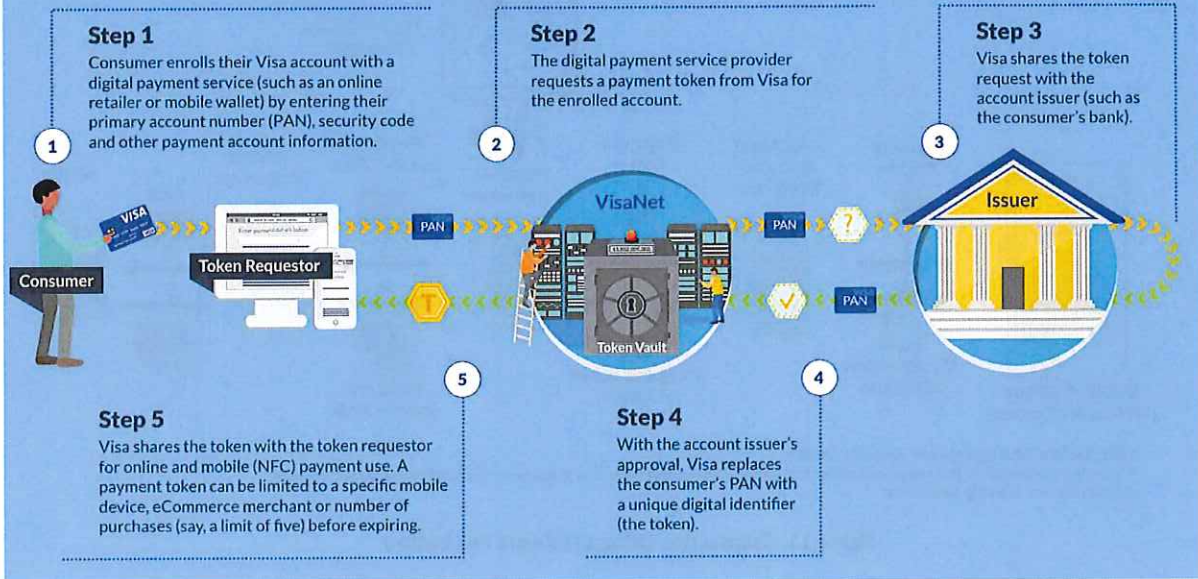 Step 1
Consumer enrolls their Visa account with a
digital payment service (such as an online
retailer or mobile wallet) by entering their
primary account number (PAN), security code
and other payment account information.
1
Step 2
The digital payment service provider
requests a payment token from Visa for
the enrolled account.
2
Step 3
Visa shares the token
request with the
account issuer (such as
the consumer's bank).
3
VISA
Consumer
Enter payment details below
Token Requestor
PAN
T
VisaNet
Token Vault
PAN
?
PAN
Issuer
5
Step 5
Visa shares the token with the token requestor
for online and mobile (NFC) payment use. A
payment token can be limited to a specific mobile
device, eCommerce merchant or number of
purchases (say, a limit of five) before expiring.
4
Step 4
With the account issuer's
approval, Visa replaces
the consumer's PAN with
a unique digital identifier
(the token).